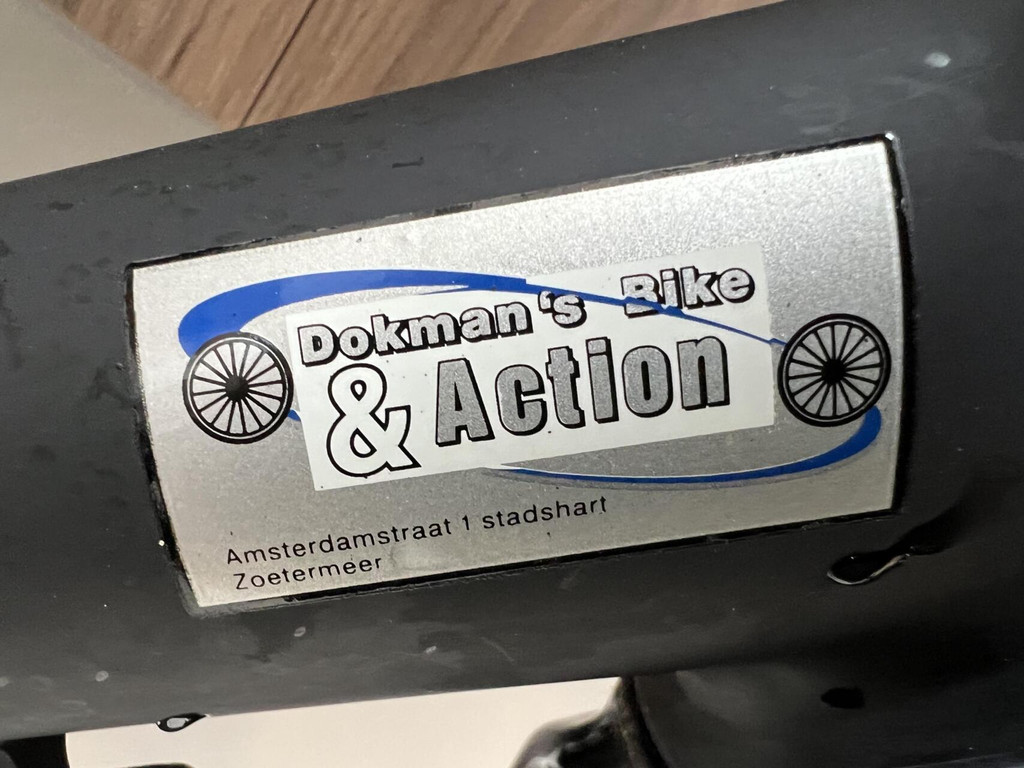 Dokman's Bike
& Action
Amsterdamstraat 1 stadshart
Zoetermeer